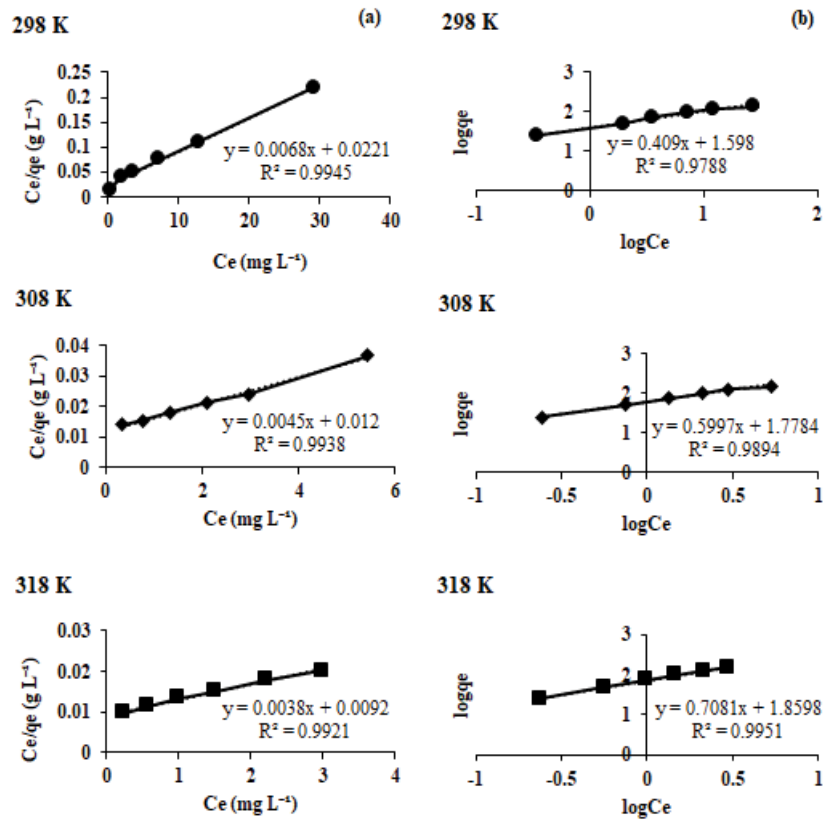 298 K
(a)
0.25
0.2
0.15
0.1
0.05
0
Ce/qe (g L⁻¹)
y = 0.0068x + 0.0221
R² = 0.9945
0 10 20 30 40
Ce (mg L⁻¹)
298 K
(b)
3
2
1
0
logqe
y = 0.409x + 1.598
R² = 0.9788
-1 0 1 2
logCe
308 K
0.04
0.03
0.02
0.01
0
Ce/qe (g L⁻¹)
y = 0.0045x + 0.012
R² = 0.9938
0 2 4 6
Ce (mg L⁻¹)
308 K
3
2
1
0
logqe
y = 0.5997x + 1.7784
R² = 0.9894
-1 -0.5 0 0.5 1
logCe
318 K
0.03
0.02
0.01
0
Ce/qe (g L⁻¹)
y = 0.0038x + 0.0092
R² = 0.9921
0 1 2 3 4
Ce (mg L⁻¹)
318 K
3
2
1
0
logqe
y = 0.7081x + 1.8598
R² = 0.9951
-1 -0.5 0 0.5 1
logCe